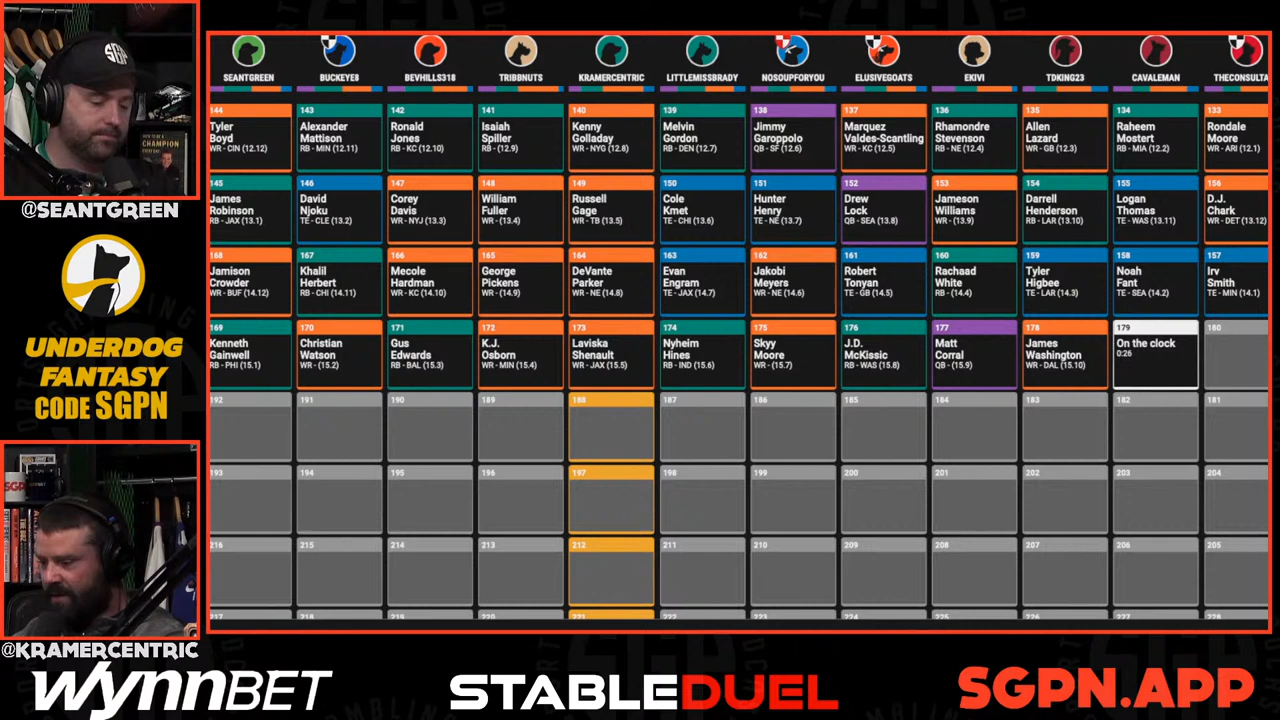 SEANTGREEN BUCKEYE8 BEVHILLS318 TRIBBNUTS KRAMERCENTRIC LITTLEMISSBRADY NOSOUPFORYOU ELUSIVEGOATS EKIVI TDKING23 CAVALEMAN THECONSULTA
144 143 142 141 140 139 138 137 136 135 134 133
Tyler Alexander Ronald Isaiah Kenny Melvin Jimmy Marquez Rhamondre Allen Raheem Rondale
Boyd Mattison Jones Spiller Golladay Gordon Garoppolo Valdes-Scantling Stevenson Lazard Mostert Moore
WR - CIN (12.12) RB - MIN (12.11) RB - KC (12.10) RB - (12.9) WR - NYG (12.8) RB - DEN (12.7) QB - SF (12.6) WR - KC (12.5) RB - NE (12.4) WR - GB (12.3) RB - MIA (12.2) WR - ARI (12.1)
145 146 147 148 149 150 151 152 153 154 155 156
James David Corey William Russell Cole Hunter Drew Jameson Darrell Logan D.J.
Robinson Njoku Davis Fuller Gage Kmet Henry Lock Williams Henderson Thomas Chark
RB - JAX (13.1) TE - CLE (13.2) WR - NYJ (13.3) WR - (13.4) WR - TB (13.5) TE - CHI (13.6) TE - NE (13.7) QB - SEA (13.8) WR - (13.9) RB - LAR (13.10) TE - WAS (13.11) WR - DET (13.12)
168 167 166 165 164 163 162 161 160 159 158 157
Jamison Khalil Mecole George DeVante Evan Jakobi Robert Rachaad Tyler Noah Irv
Crowder Herbert Hardman Pickens Parker Engram Meyers Tonyan White Higbee Fant Smith
WR - BUF (14.12) RB - CHI (14.11) WR - KC (14.10) WR - (14.9) WR - NE (14.8) TE - JAX (14.7) WR - NE (14.6) TE - GB (14.5) RB - (14.4) TE - LAR (14.3) TE - SEA (14.2) TE - MIN (14.1)
169 170 171 172 173 174 175 176 177 178 179 180
Kenneth Christian Gus K.J. Laviska Nyheim Skyy J.D. Matt James On the clock
Gainwell Watson Edwards Osborn Shenault Hines Moore McKissic Corral Washington 0:26
RB - PHI (15.1) WR - (15.2) RB - BAL (15.3) WR - MIN (15.4) WR - JAX (15.5) RB - IND (15.6) WR - (15.7) RB - WAS (15.8) QB - (15.9) WR - DAL (15.10)
192 191 190 189 188 187 186 185 184 183 182 181
193 194 195 196 197 198 199 200 201 202 203 204
216 215 214 213 212 211 210 209 208 207 206 205
217 218 219 220 221 222 223 224 225 226 227 228
SGP
CHAMPION
@SEANTGREEN
UNDERDOG
FANTASY
CODE SGPN
@KRAMERCENTRIC
WYNNBET STABLEDUEL SGPN.APP